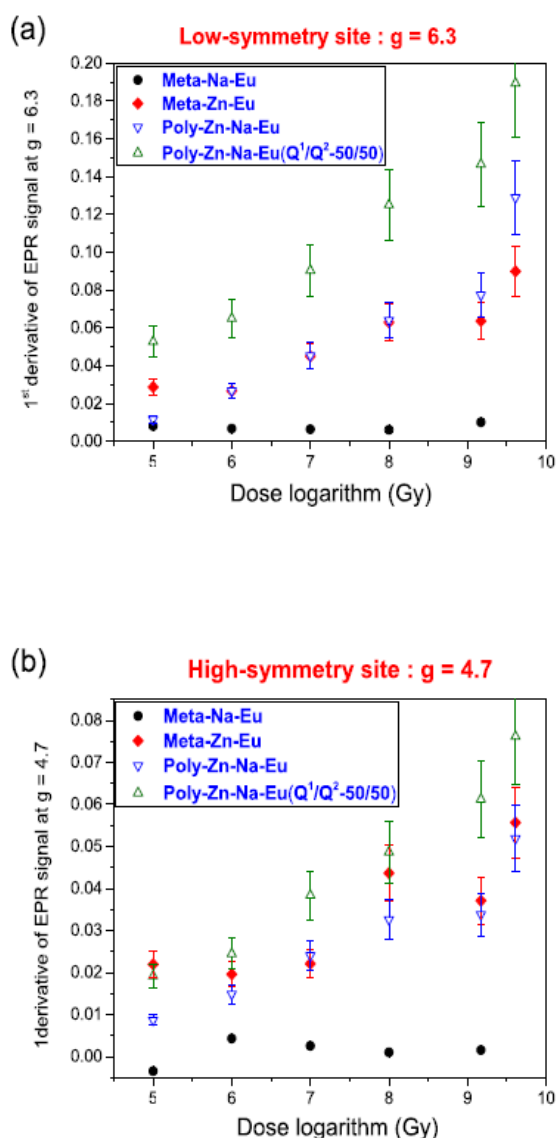 (a)
Low-symmetry site : g = 6.3
0.20
0.18
0.16
0.14
0.12
0.10
0.08
0.06
0.04
0.02
0.00
1st derivative of EPR signal at g = 6.3
Meta-Na-Eu
Meta-Zn-Eu
Poly-Zn-Na-Eu
Poly-Zn-Na-Eu(Q¹/Q²-50/50)
5 6 7 8 9 10
Dose logarithm (Gy)
(b)
High-symmetry site : g = 4.7
0.08
0.07
0.06
0.05
0.04
0.03
0.02
0.01
0.00
1derivative of EPR signal at g = 4.7
Meta-Na-Eu
Meta-Zn-Eu
Poly-Zn-Na-Eu
Poly-Zn-Na-Eu(Q¹/Q²-50/50)
5 6 7 8 9 10
Dose logarithm (Gy)